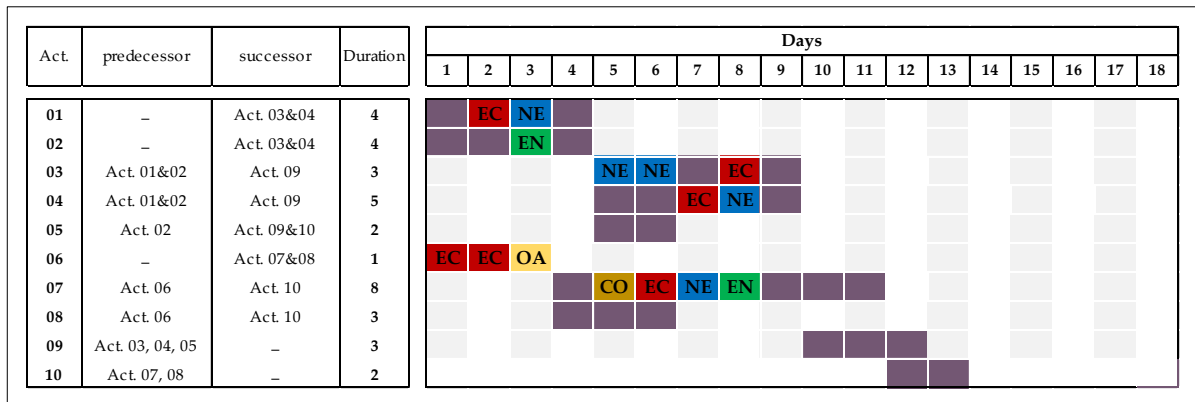 Act. predecessor successor Duration Days
1 2 3 4 5 6 7 8 9 10 11 12 13 14 15 16 17 18
01 – Act. 03&04 4 EC NE
02 – Act. 03&04 4 EN
03 Act. 01&02 Act. 09 3 NE NE EC
04 Act. 01&02 Act. 09 5 EC NE
05 Act. 02 Act. 09&10 2
06 – Act. 07&08 1 EC EC OA
07 Act. 06 Act. 10 8 CO EC NE EN
08 Act. 06 Act. 10 3
09 Act. 03, 04, 05 – 3
10 Act. 07, 08 – 2